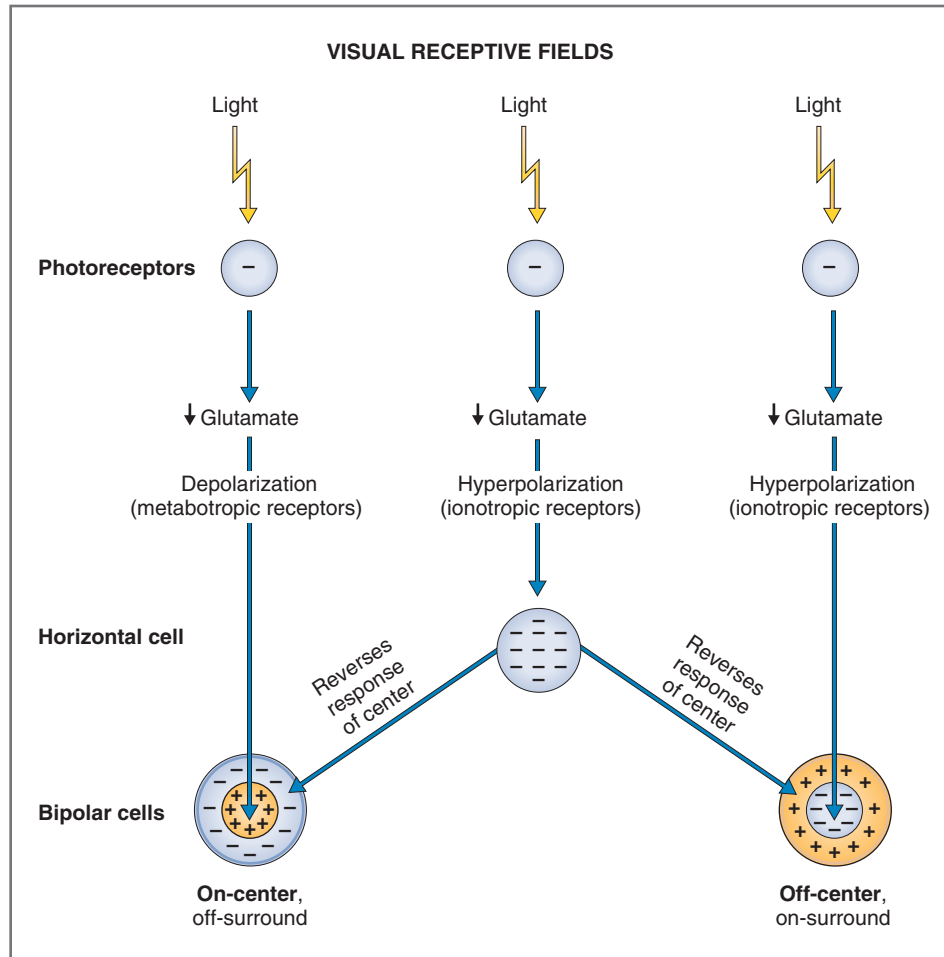 VISUAL RECEPTIVE FIELDS
Light
Light
Light
Photoreceptors
−
−
−
↓ Glutamate
↓ Glutamate
↓ Glutamate
Depolarization
(metabotropic receptors)
Hyperpolarization
(ionotropic receptors)
Hyperpolarization
(ionotropic receptors)
Horizontal cell
Reverses
response
of center
Reverses
response
of center
Bipolar cells
On-center,
off-surround
Off-center,
on-surround